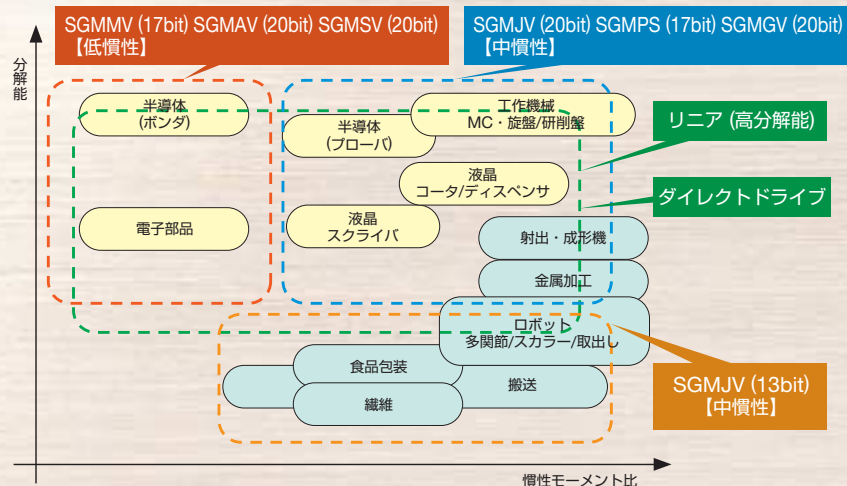 SGMMV (17bit) SGMAV (20bit) SGMSV (20bit)
【低慣性】
SGMJV (20bit) SGMPS (17bit) SGMGV (20bit)
【中慣性】
分解能
半導体
(ボンダ)
半導体
(プローバ)
工作機械
MC・旋盤/研削盤
リニア (高分解能)
液晶
コータ/ディスペンサ
ダイレクトドライブ
電子部品
液晶
スクライバ
射出・成形機
金属加工
ロボット
多関節/スカラー/取出し
食品包装
搬送
繊維
SGMJV (13bit)
【中慣性】
慣性モーメント比